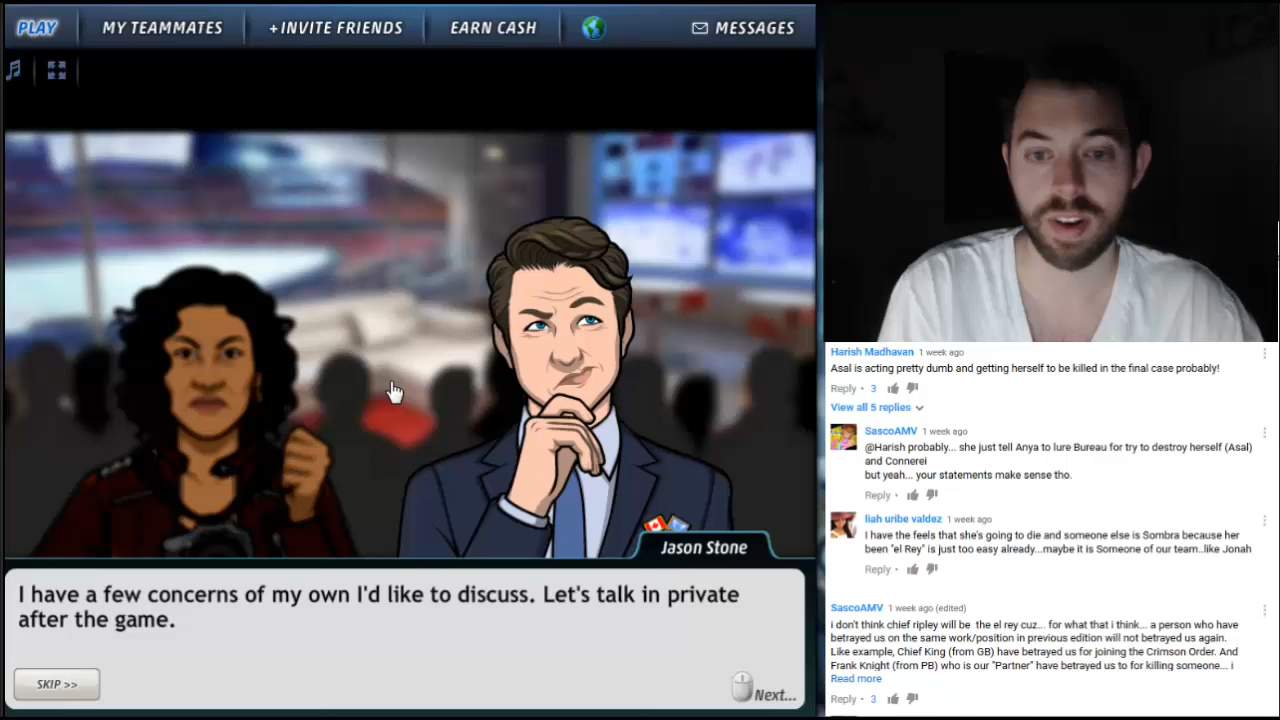 PLAY
MY TEAMMATES
+INVITE FRIENDS
EARN CASH
MESSAGES
Jason Stone
I have a few concerns of my own I'd like to discuss. Let's talk in private
after the game.
SKIP >>
Next...
Harish Madhavan 1 week ago
Asal is acting pretty dumb and getting herself to be killed in the final case probably!
Reply • 3
View all 5 replies
SascoAMV 1 week ago
@Harish probably... she just tell Anya to lure Bureau for try to destroy herself (Asal)
and Connerei
but yeah... your statements make sense tho.
Reply •
liah uribe valdez 1 week ago
I have the feels that she's going to die and someone else is Sombra because her
been "el Rey" is just too easy already...maybe it is Someone of our team..like Jonah
Reply •
SascoAMV 1 week ago (edited)
i don't think chief ripley will be the el rey cuz... for what that i think... a person who have
betrayed us on the same work/position in previous edition will not betrayed us again.
Like example, Chief King (from GB) have betrayed us for joining the Crimson Order. And
Frank Knight (from PB) who is our "Partner" have betrayed us to for killing someone... i
Read more
Reply • 3